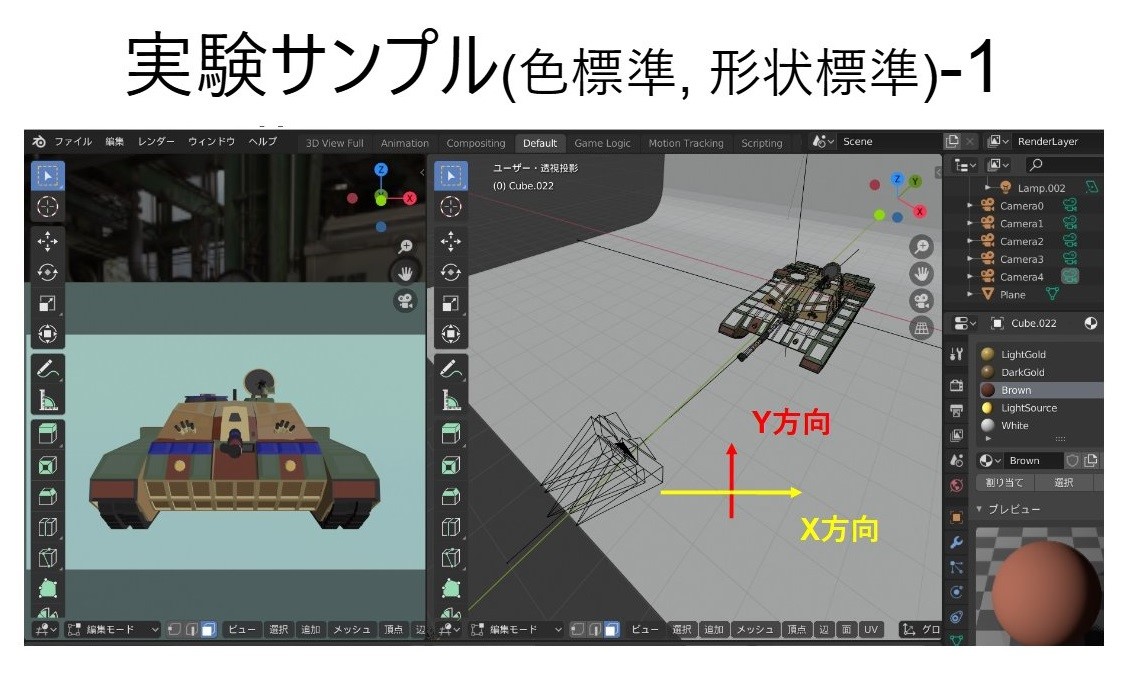 実験サンプル(色標準, 形状標準)-1
ファイル 編集 レンダー ウィンドウ ヘルプ 3D View Full Animation Compositing Default Game Logic Motion Tracking Scripting Scene RenderLayer
ユーザー・透視投影
(0) Cube.022
Z
X
Z
Y
X
Lamp.002
Camera0
Camera1
Camera2
Camera3
Camera4
Plane
Cube.022
LightGold
DarkGold
Brown
LightSource
White
Brown
割り当て 選択
プレビュー
Y方向
X方向
編集モード ビュー 選択 追加 メッシュ 頂点 辺
編集モード ビュー 選択 追加 メッシュ 頂点 辺 面 UV グロ